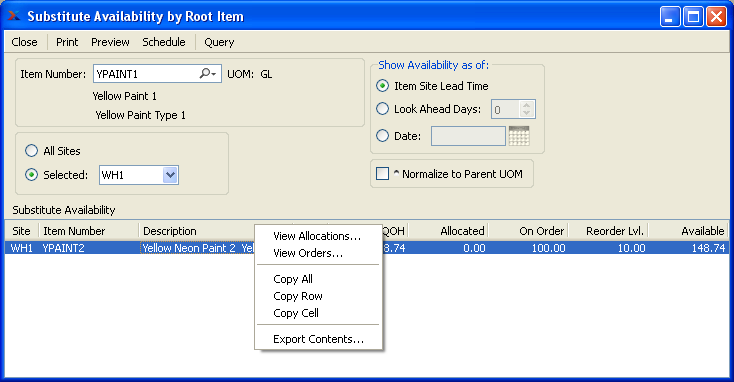 Substitute Availability by Root Item
Close Print Preview Schedule Query
Item Number: YPAINT1 UOM: GL
Yellow Paint 1
Yellow Paint Type 1
Show Availability as of:
Item Site Lead Time
Look Ahead Days: 0
Date:
All Sites
Selected: WH1
^ Normalize to Parent UOM
Substitute Availability
Site Item Number Description QOH Allocated On Order Reorder Lvl. Available
WH1 YPAINT2 Yellow Neon Paint 2 8.74 0.00 100.00 10.00 148.74
View Allocations...
View Orders...
Copy All
Copy Row
Copy Cell
Export Contents...